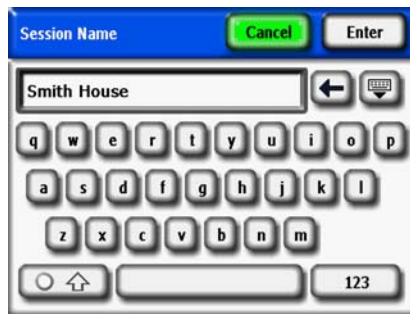 Session Name Cancel Enter
Smith House
q w e r t y u i o p
a s d f g h j k l
z x c v b n m
123